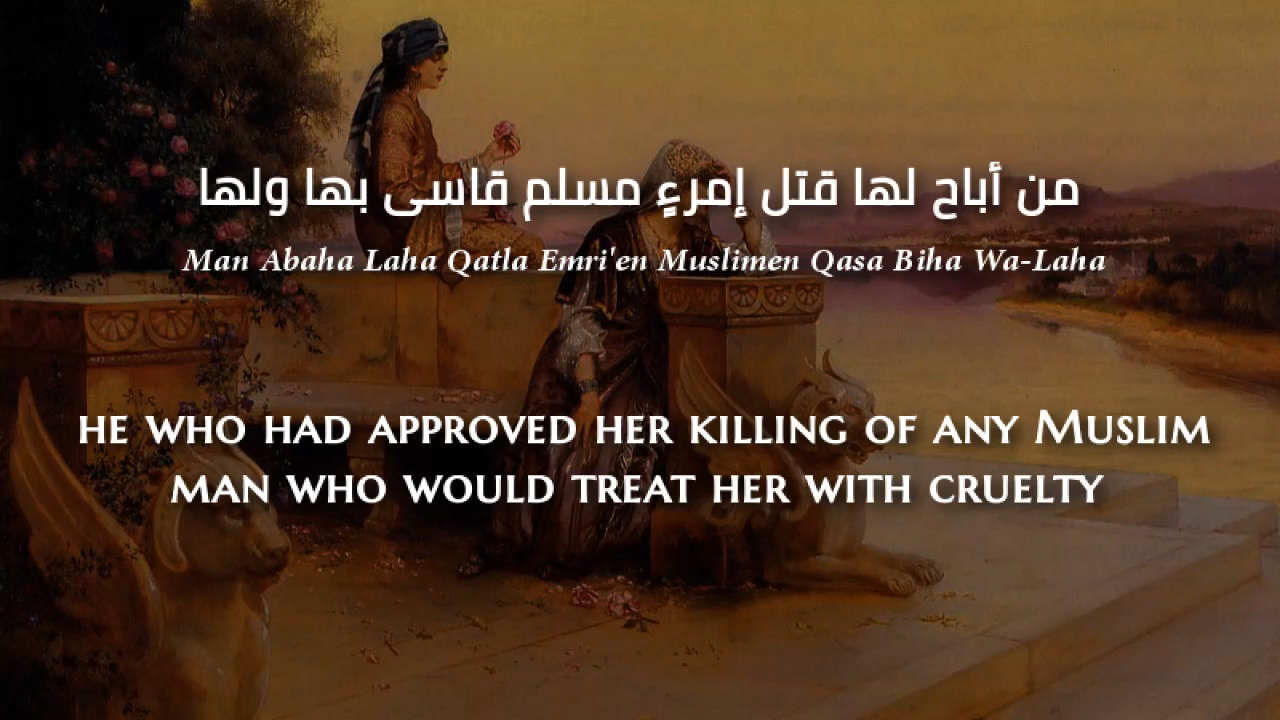 من أباح لها قتل إمرءٍ مسلم قاسى بها ولها
Man Abaha Laha Qatla Emri'en Muslimen Qasa Biha Wa-Laha
HE WHO HAD APPROVED HER KILLING OF ANY MUSLIM
MAN WHO WOULD TREAT HER WITH CRUELTY